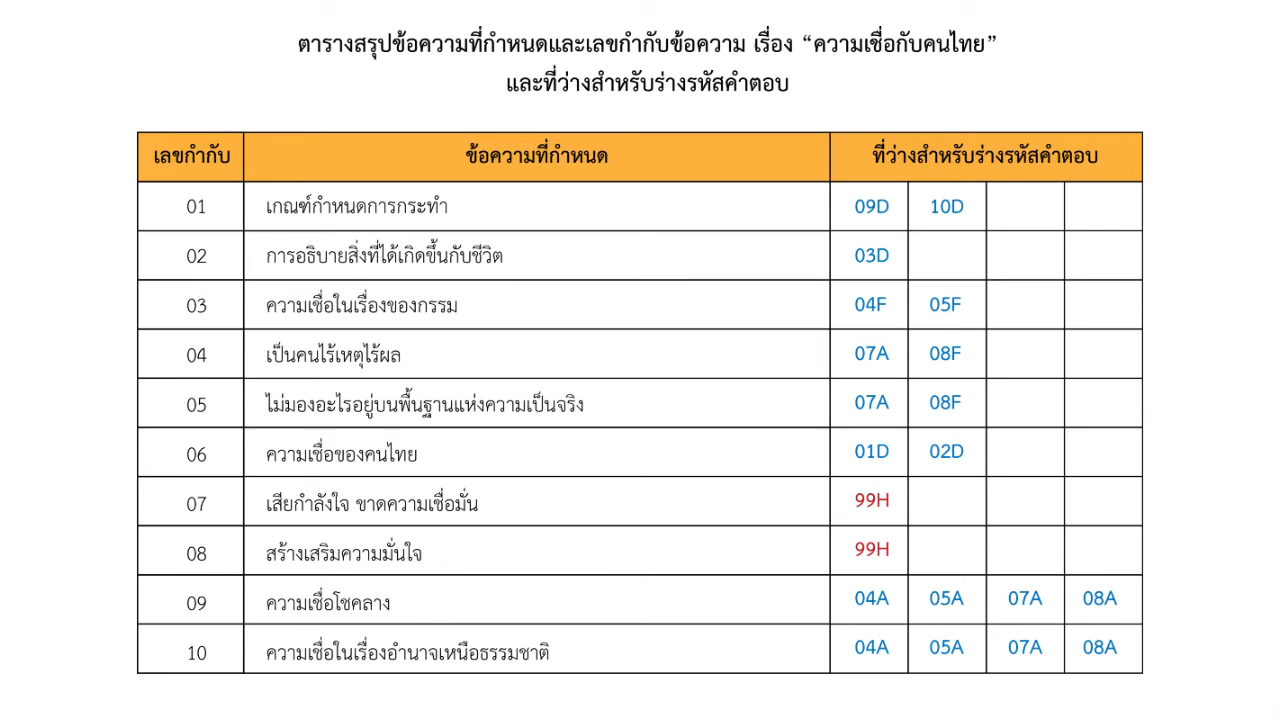 ตารางสรุปข้อความที่กำหนดและเลขกำกับข้อความ เรื่อง “ความเชื่อกับคนไทย”
และที่ว่างสำหรับร่างรหัสคำตอบ
เลขกำกับ ข้อความที่กำหนด ที่ว่างสำหรับร่างรหัสคำตอบ
01 เกณฑ์กำหนดการกระทำ 09D 10D
02 การอธิบายสิ่งที่ได้เกิดขึ้นกับชีวิต 03D
03 ความเชื่อในเรื่องของกรรม 04F 05F
04 เป็นคนไร้เหตุไร้ผล 07A 08F
05 ไม่มองอะไรอยู่บนพื้นฐานแห่งความเป็นจริง 07A 08F
06 ความเชื่อของคนไทย 01D 02D
07 เสียกำลังใจ ขาดความเชื่อมั่น 99H
08 สร้างเสริมความมั่นใจ 99H
09 ความเชื่อโชคลาง 04A 05A 07A 08A
10 ความเชื่อในเรื่องอำนาจเหนือธรรมชาติ 04A 05A 07A 08A